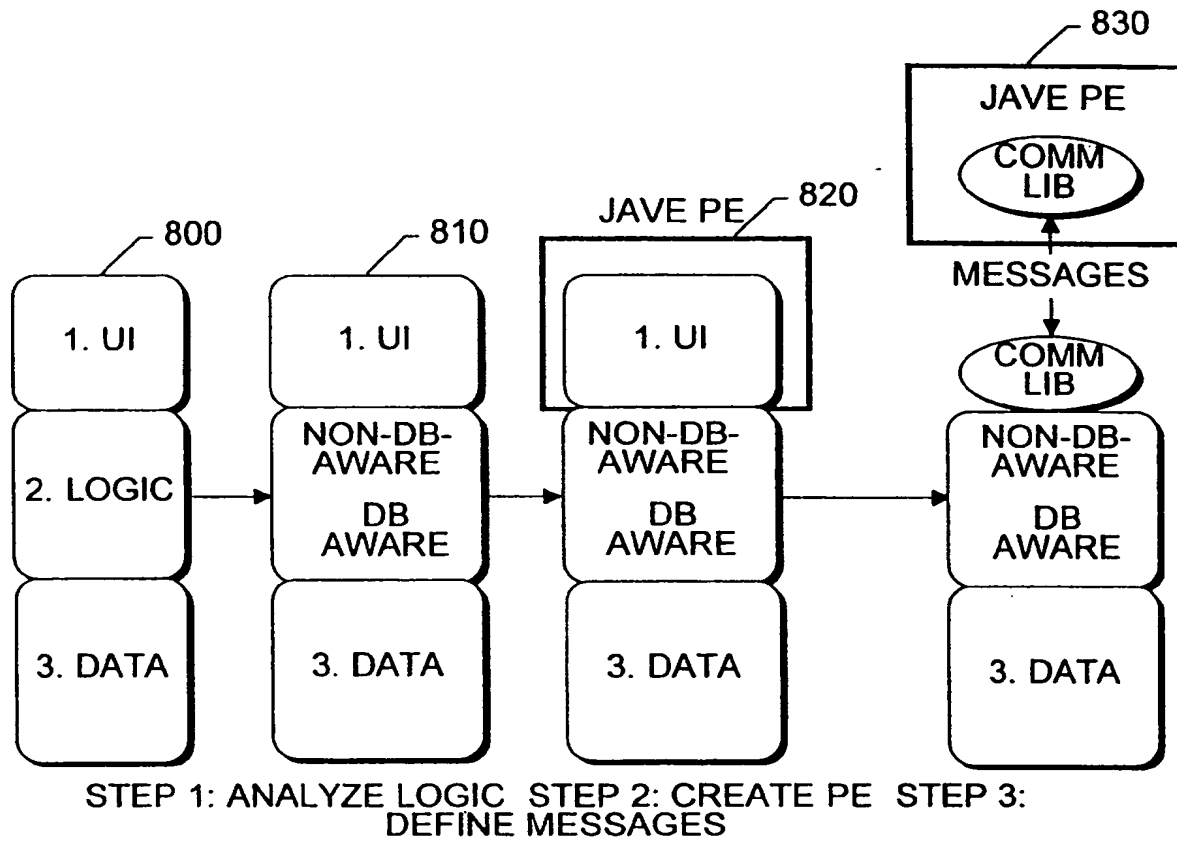 830
JAVE PE
COMM
LIB
MESSAGES
COMM
LIB
NON-DB-
AWARE
DB
AWARE
3. DATA
JAVE PE
820
1. UI
NON-DB-
AWARE
DB
AWARE
3. DATA
810
1. UI
NON-DB-
AWARE
DB
AWARE
3. DATA
800
1. UI
2. LOGIC
3. DATA
STEP 1: ANALYZE LOGIC STEP 2: CREATE PE STEP 3:
DEFINE MESSAGES